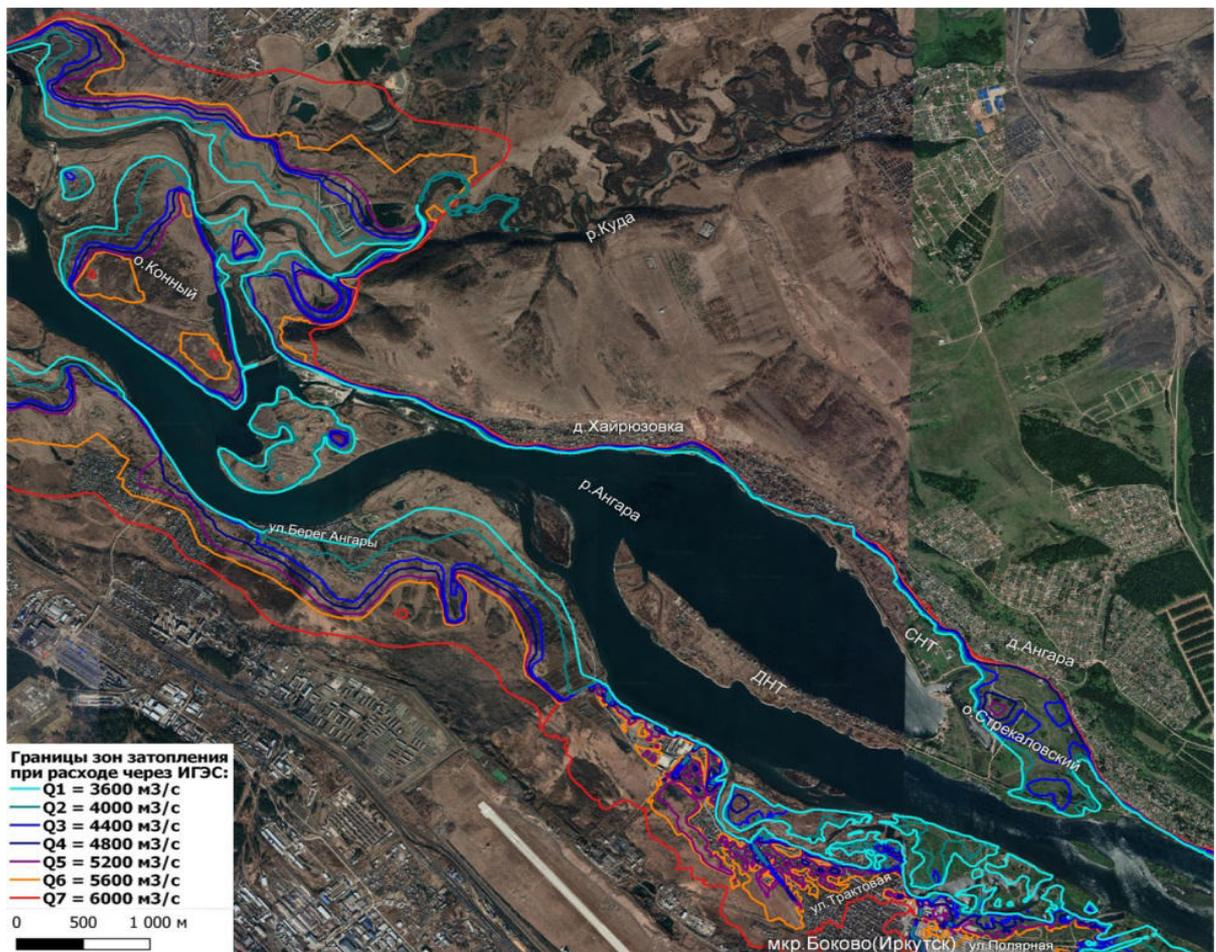 р.Куда
о.Конный
д.Хайрюзовка
р.Ангара
ул.Берег Ангары
СНТ
д.Ангара
ДНТ
о.Стрекаловский
Границы зон затопления
при расходе через ИГЭС:
Q1 = 3600 м3/с
Q2 = 4000 м3/с
Q3 = 4400 м3/с
Q4 = 4800 м3/с
Q5 = 5200 м3/с
Q6 = 5600 м3/с
Q7 = 6000 м3/с
0 500 1 000 м
ул.Трактовая
мкр.Боково(Иркутск) ул.Полярная